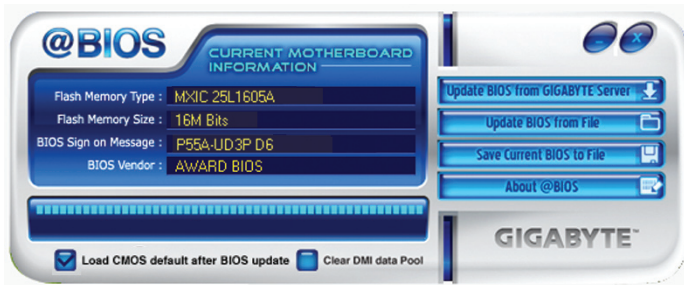 @BIOS
CURRENT MOTHERBOARD
INFORMATION
Flash Memory Type : MXIC 25L1605A
Flash Memory Size : 16M Bits
BIOS Sign on Message : P55A-UD3P D6
BIOS Vendor : AWARD BIOS
Update BIOS from GIGABYTE Server
Update BIOS from File
Save Current BIOS to File
About @BIOS
GIGABYTE™
Load CMOS default after BIOS update
Clear DMI data Pool